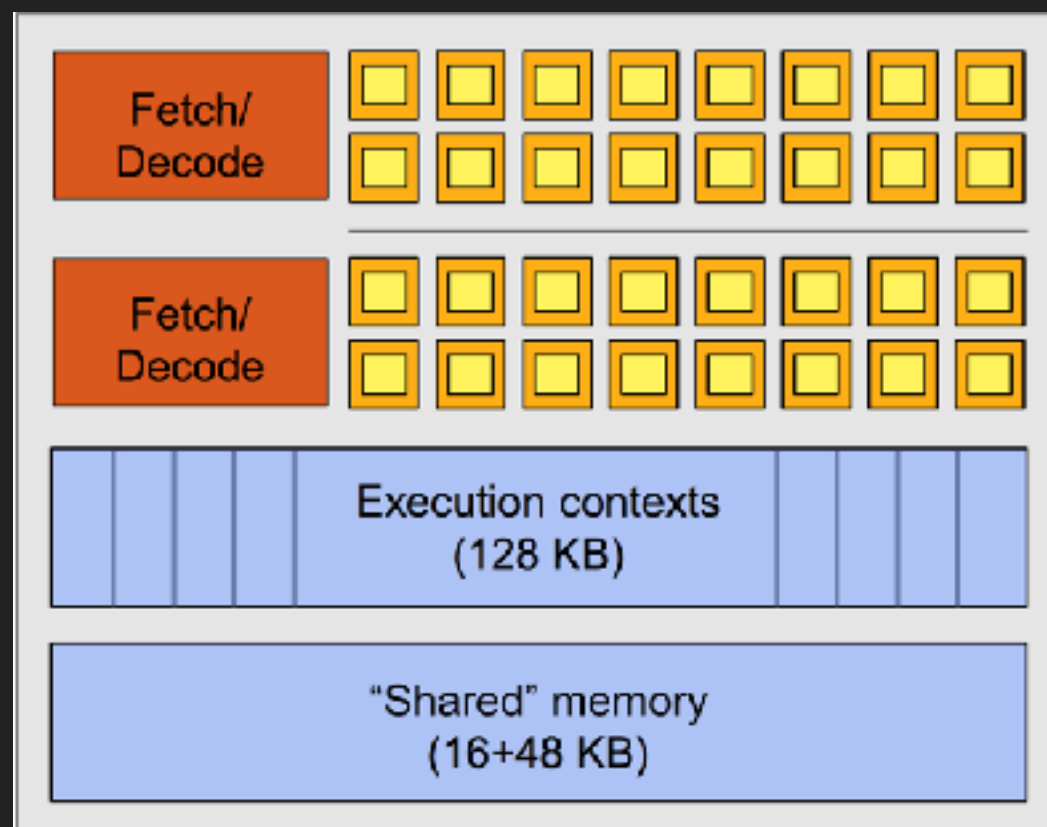 Fetch/
Decode
Fetch/
Decode
Execution contexts
(128 KB)
“Shared” memory
(16+48 KB)